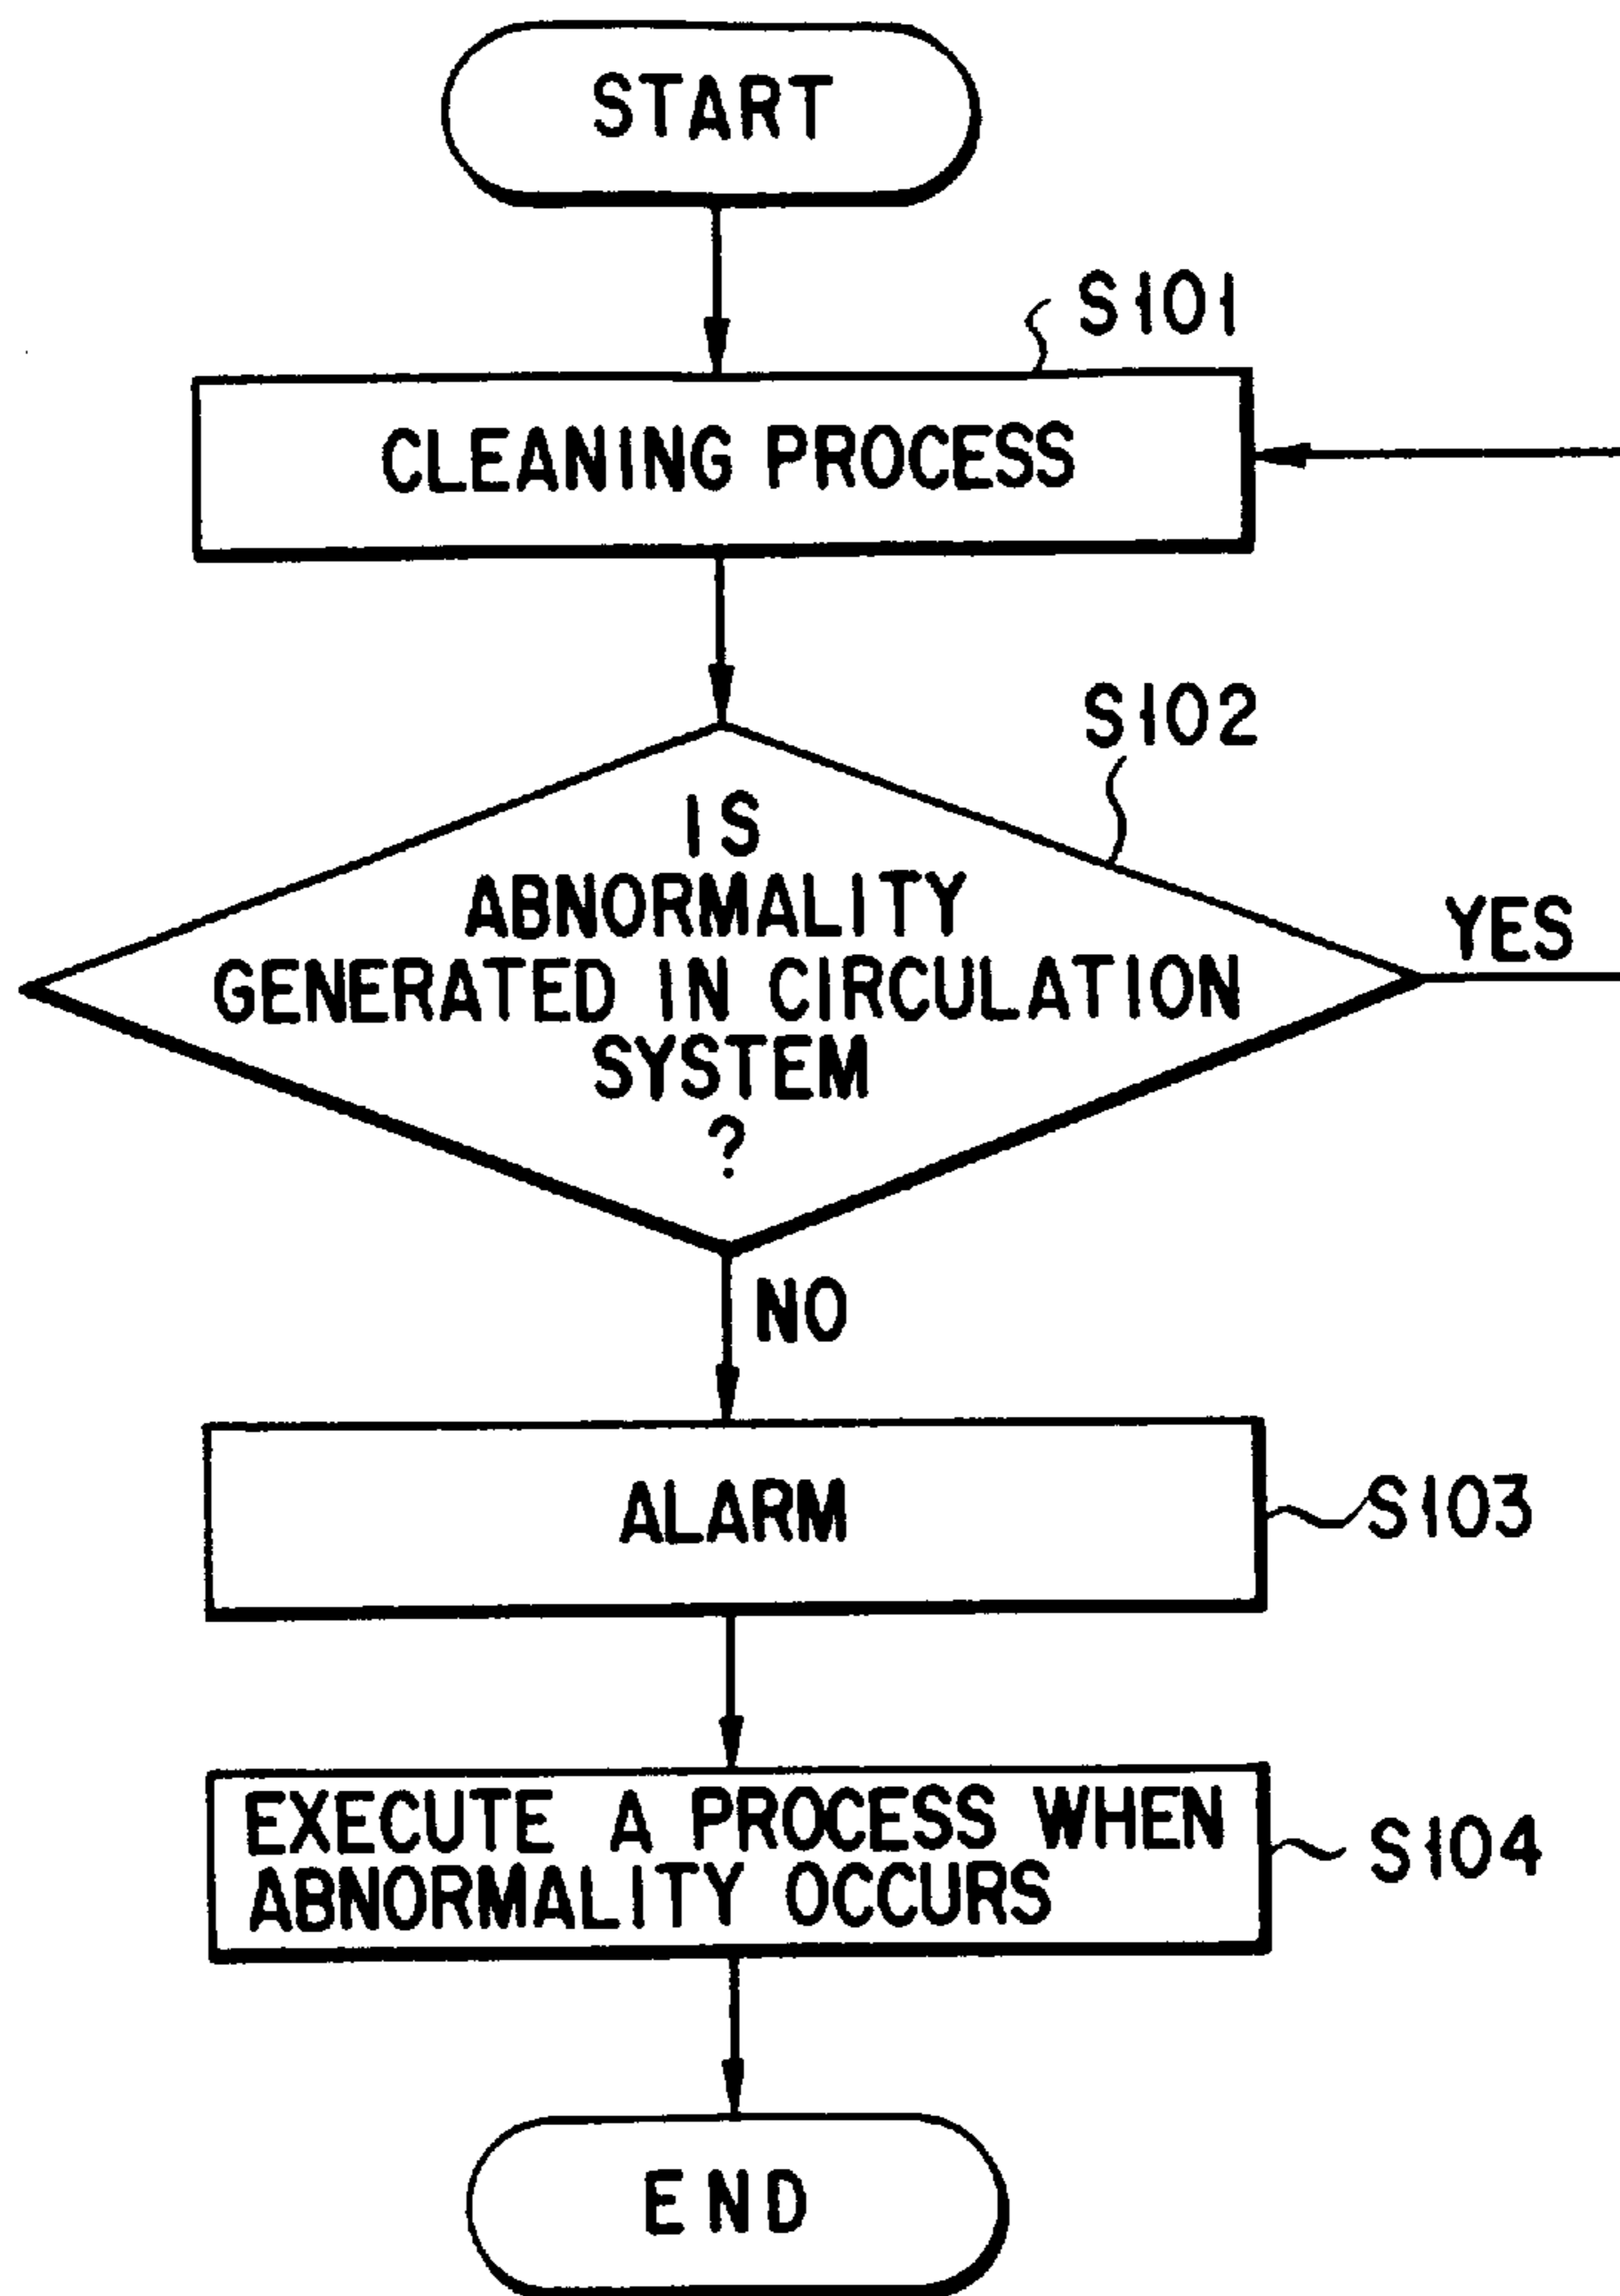 START
S101
CLEANING PROCESS
S102
IS
ABNORMALITY
GENERATED IN CIRCULATION
SYSTEM
?
YES
NO
ALARM
S103
EXECUTE A PROCESS WHEN
ABNORMALITY OCCURS
S104
END